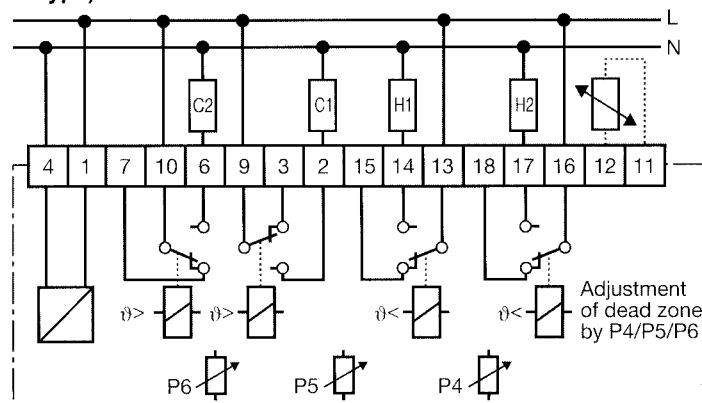 L
N
C2 C1 H1 H2
4 1 7 10 6 9 3 2 15 14 13 18 17 16 12 11
ϑ> ϑ> ϑ< ϑ<
Adjustment
of dead zone
by P4/P5/P6
P6 P5 P4